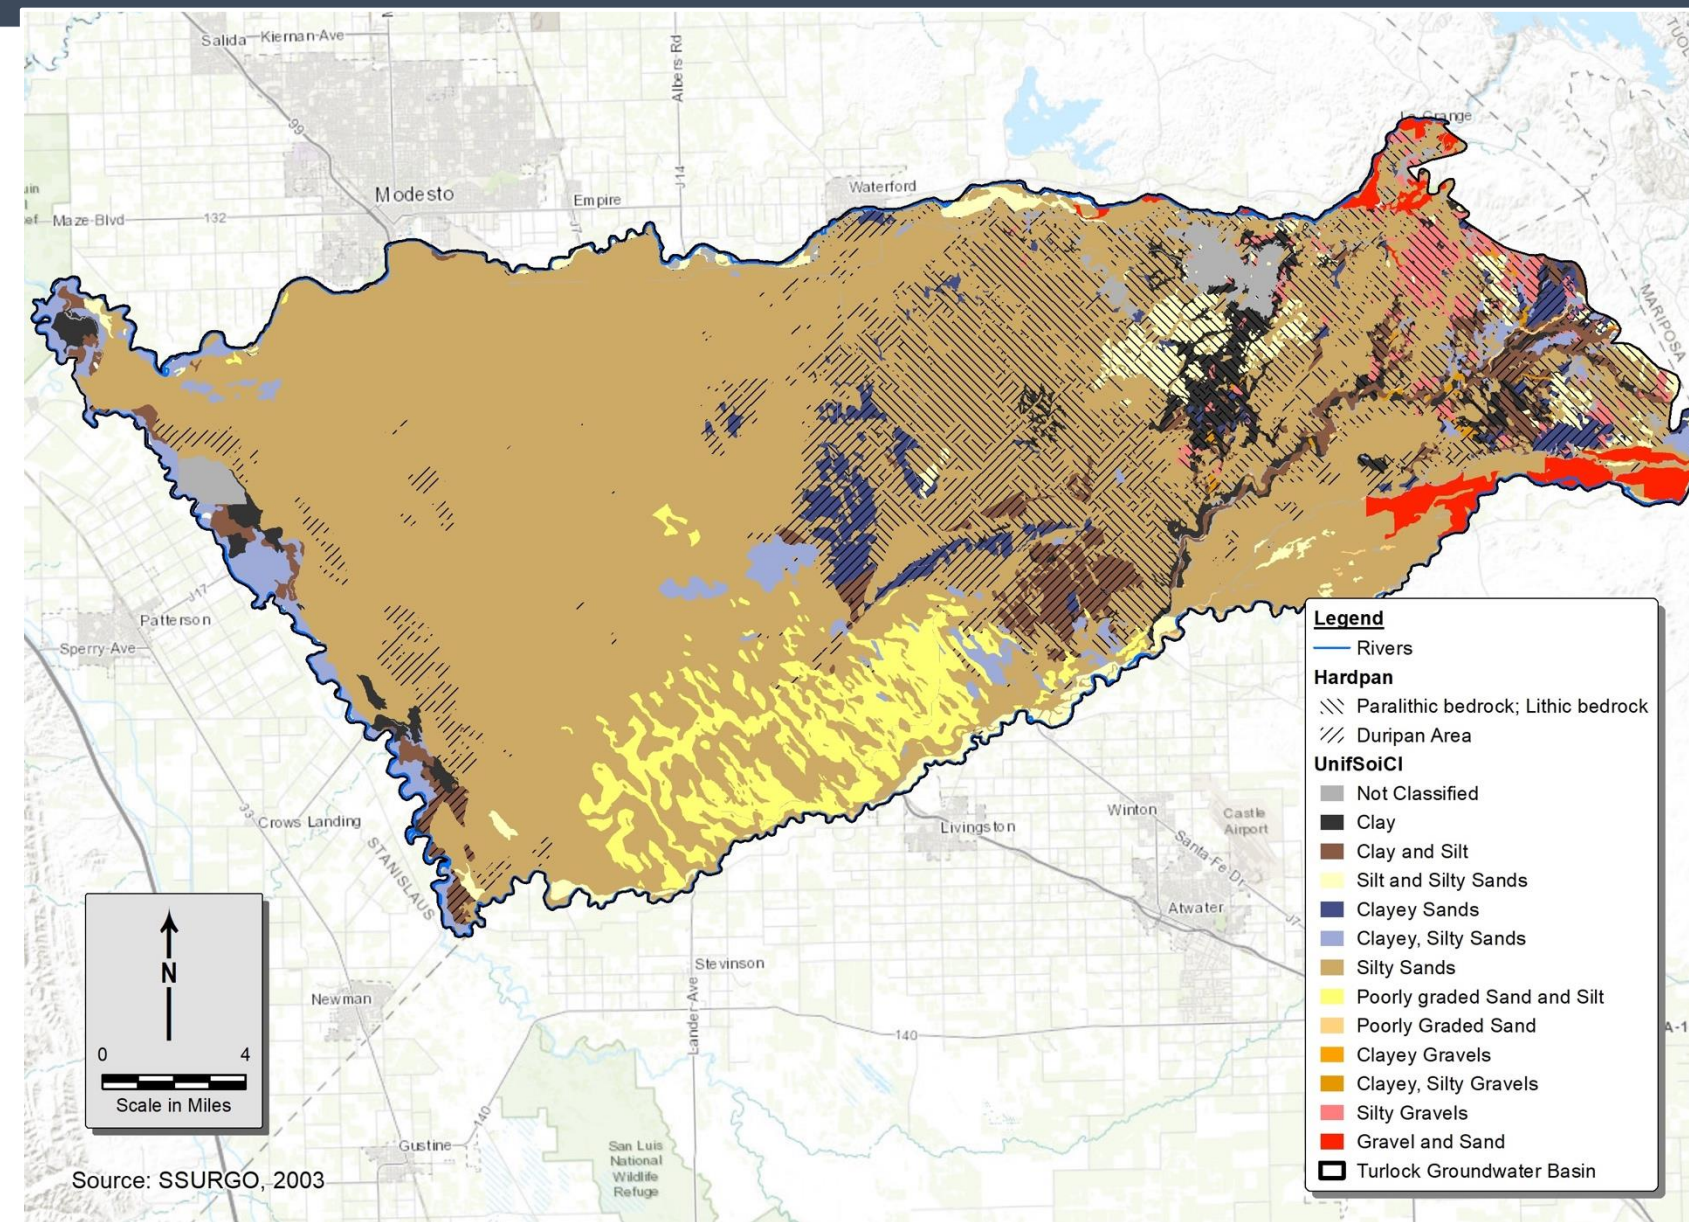 Salida
Kiernan-Ave
Albers-Rd
99
La Grange
Modesto
J14
Waterford
Empire
Maze-Blvd
132
MARIPOSA
J17
Patterson
Sperry-Ave
33
Crows Landing
STANISLAUS
Livingston
Winton
Castle
Airport
Santa-Fe Dr
Atwater
J7
Stevinson
Newman
Lander-Ave
140
140
Gustine
San Luis
National
Wildlife
Refuge
N
0 4
Scale in Miles
Source: SSURGO, 2003
Legend
Rivers
Hardpan
Paralithic bedrock; Lithic bedrock
Duripan Area
UnifSoiCl
Not Classified
Clay
Clay and Silt
Silt and Silty Sands
Clayey Sands
Clayey, Silty Sands
Silty Sands
Poorly graded Sand and Silt
Poorly Graded Sand
Clayey Gravels
Clayey, Silty Gravels
Silty Gravels
Gravel and Sand
Turlock Groundwater Basin